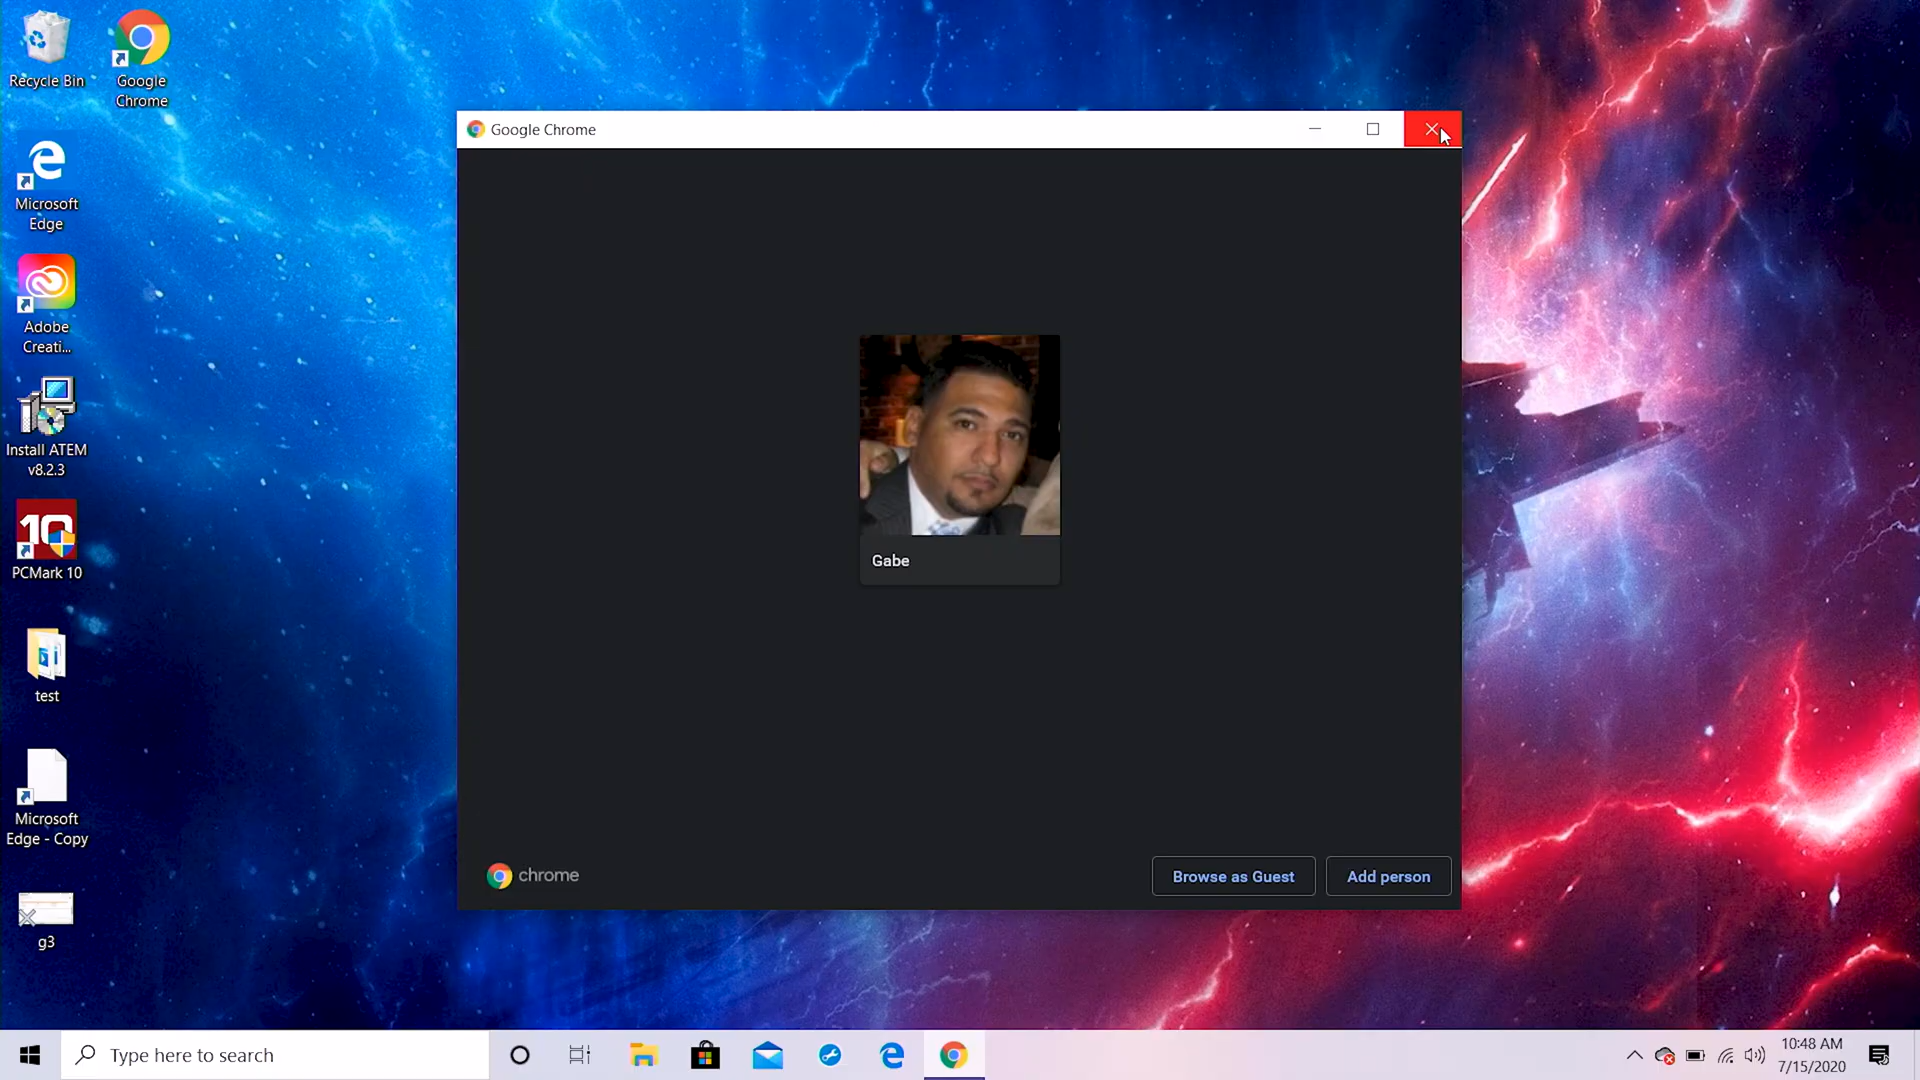 Recycle Bin
Google
Chrome
Microsoft
Edge
Adobe
Creati...
Install ATEM
v8.2.3
10
PCMark 10
test
Microsoft
Edge - Copy
g3
Google Chrome
Gabe
chrome
Browse as Guest
Add person
Type here to search
10:48 AM
7/15/2020